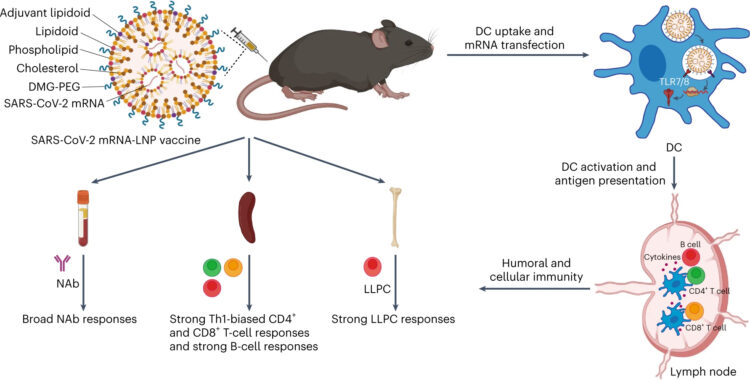 Adjuvant lipidoid
Lipidoid
Phospholipid
Cholesterol
DMG-PEG
SARS-CoV-2 mRNA
SARS-CoV-2 mRNA-LNP vaccine
DC uptake and
mRNA transfection
TLR7/8
DC
DC activation and
antigen presentation
B cell
Cytokines
CD4⁺ T cell
CD8⁺ T cell
Lymph node
Humoral and
cellular immunity
NAb
LLPC
Broad NAb responses
Strong Th1-biased CD4⁺
and CD8⁺ T-cell responses
and strong B-cell responses
Strong LLPC responses